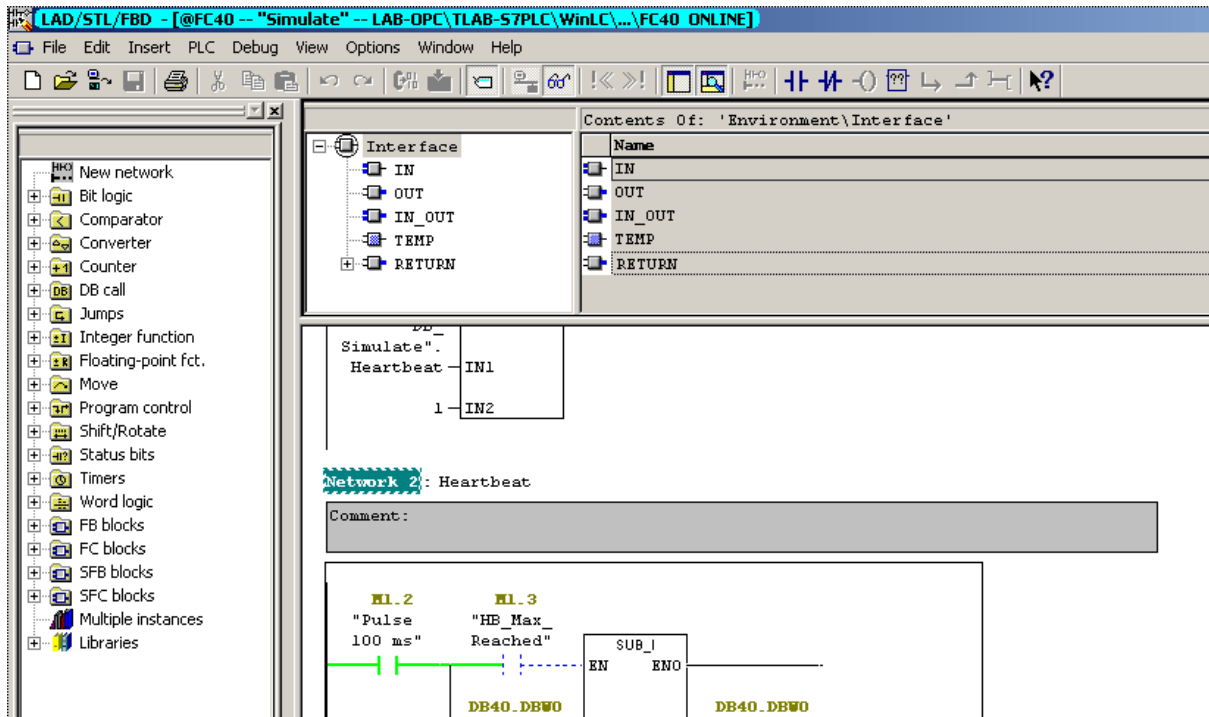 LAB/STL/FBD - [@FC40 -- "Simulate" -- LAB-OPC\TLAB-S7PLC\WinLC\...\FC40 ONLINE]
File Edit Insert PLC Debug View Options Window Help
New network
Bit logic
Comparator
Converter
Counter
DB call
Jumps
Integer function
Floating-point fct.
Move
Program control
Shift/Rotate
Status bits
Timers
Word logic
FB blocks
FC blocks
SFB blocks
SFC blocks
Multiple instances
Libraries
Interface
IN
OUT
IN_OUT
TEMP
RETURN
Contents Of: 'Environment\Interface'
Name
IN
OUT
IN_OUT
TEMP
RETURN
Simulate".
Heartbeat IN1
1 IN2
Network 2: Heartbeat
Comment:
M1.2 M1.3
"Pulse "HB_Max_
100 ms" Reached" SUB_I
EN ENO
DB40.DBW0 DB40.DBW0